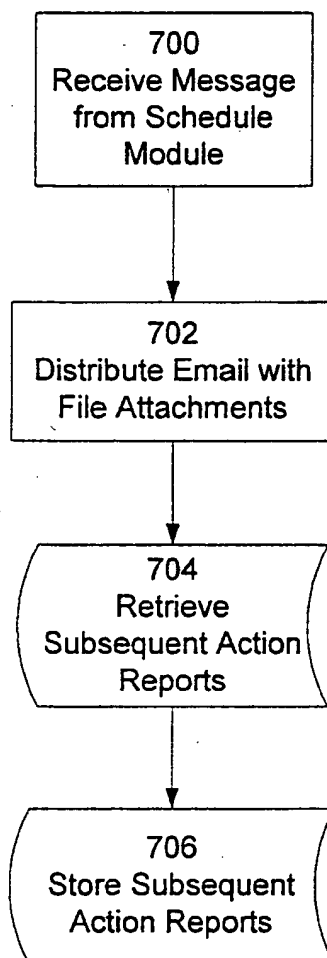 700
Receive Message
from Schedule
Module
702
Distribute Email with
File Attachments
704
Retrieve
Subsequent Action
Reports
706
Store Subsequent
Action Reports